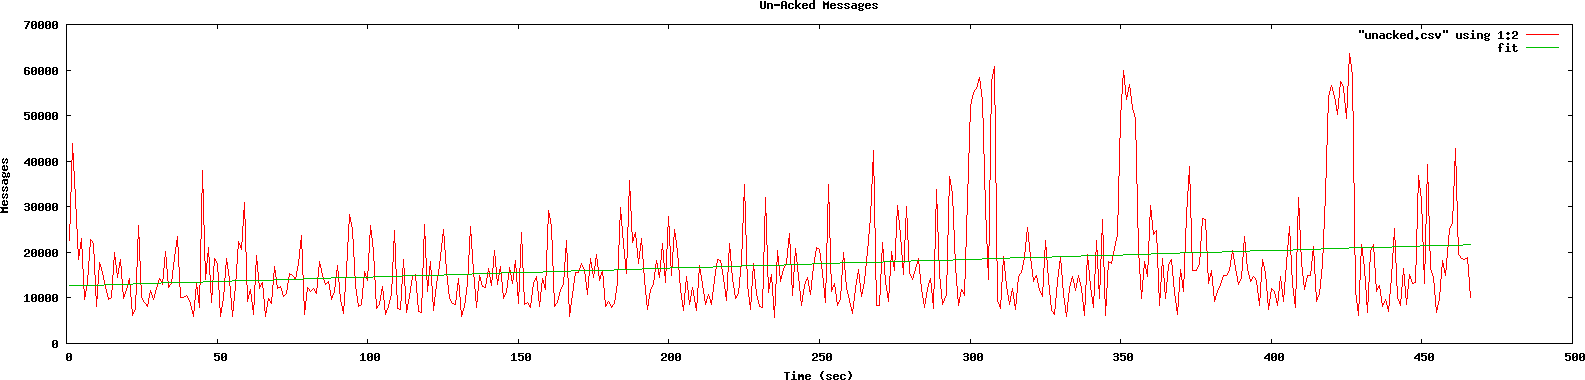 Un-Acked Messages
"unacked.csv" using 1:2
fit
70000
60000
50000
40000
30000
20000
10000
0
Messages
0 50 100 150 200 250 300 350 400 450 500
Time (sec)